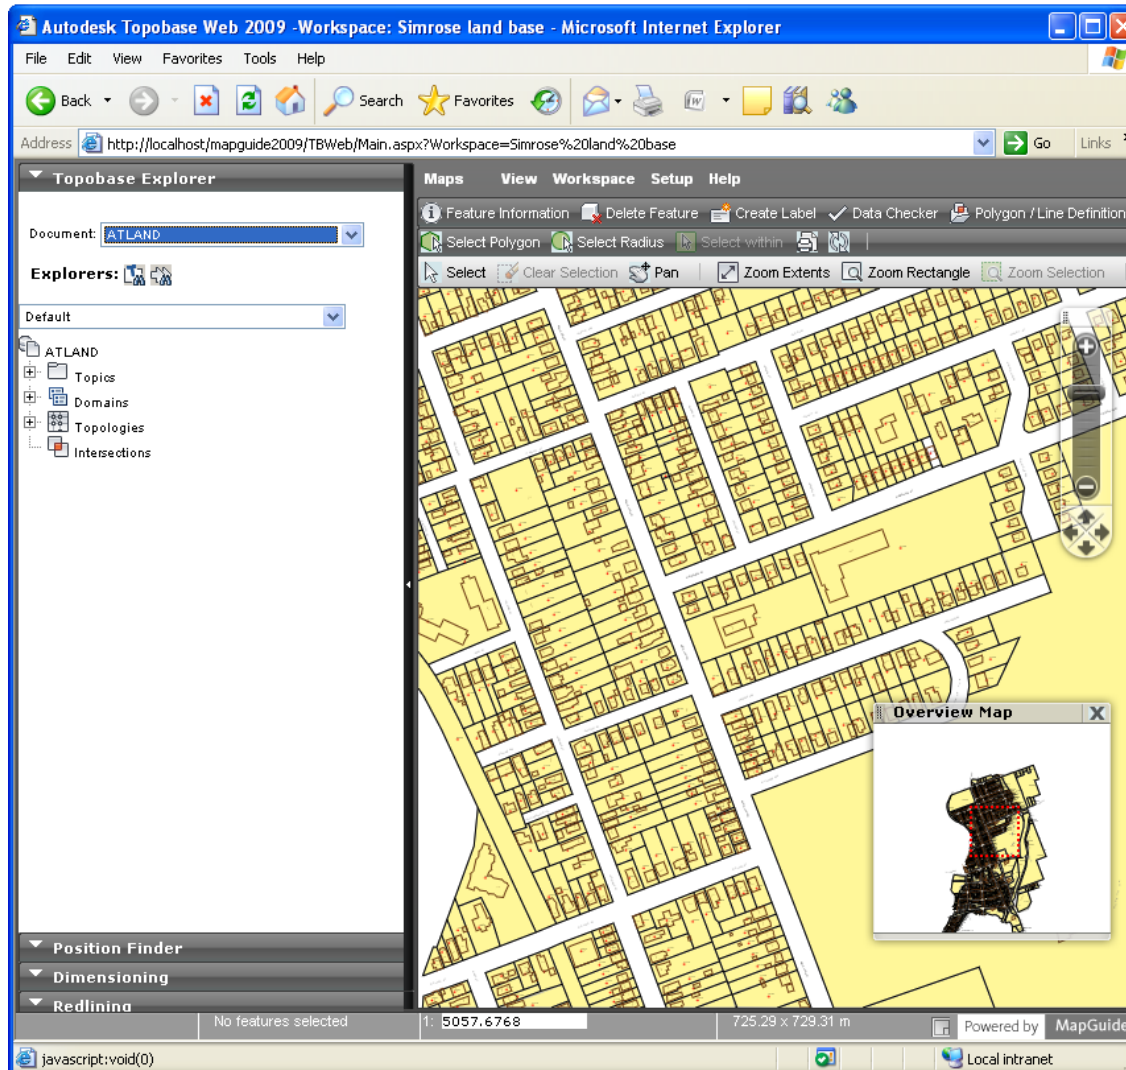 Autodesk Topobase Web 2009 -Workspace: Simrose land base - Microsoft Internet Explorer
File Edit View Favorites Tools Help
Back Search Favorites
Address http://localhost/mapguide2009/TBWeb/Main.aspx?Workspace=Simrose%20land%20base Go Links
Topobase Explorer
Maps View Workspace Setup Help
Feature Information Delete Feature Create Label Data Checker Polygon / Line Definition
Document: ATLAND
Select Polygon Select Radius Select within
Explorers:
Select Clear Selection Pan Zoom Extents Zoom Rectangle Zoom Selection
Default
ATLAND
Topics
Domains
Topologies
Intersections
Overview Map
Position Finder
Dimensioning
Redlining
No features selected 1: 5057.6768 725.29 x 729.31 m Powered by MapGuide
javascript:void(0) Local intranet